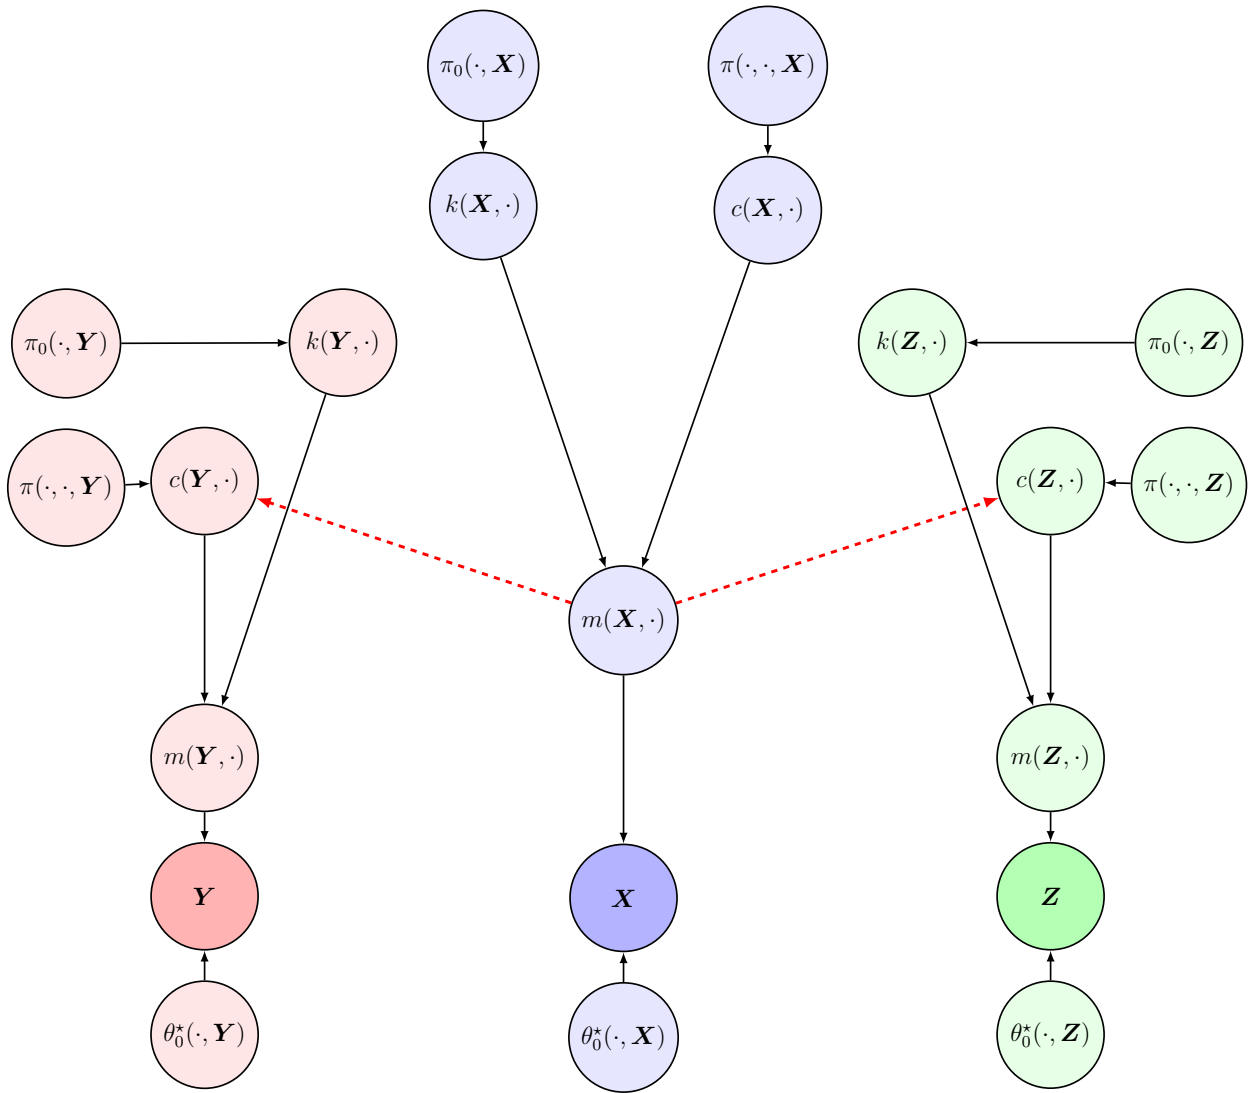 π₀(·, X)
π(·, ·, X)
k(X, ·)
c(X, ·)
π₀(·, Y)
k(Y, ·)
k(Z, ·)
π₀(·, Z)
π(·, ·, Y)
c(Y, ·)
c(Z, ·)
π(·, ·, Z)
m(X, ·)
m(Y, ·)
m(Z, ·)
Y
X
Z
θ₀⋆(·, Y)
θ₀⋆(·, X)
θ₀⋆(·, Z)